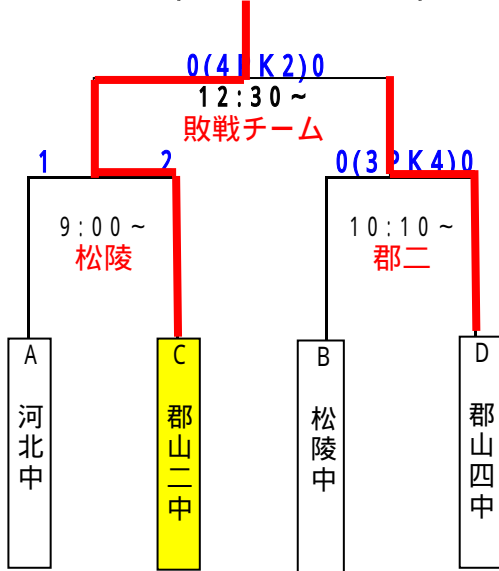 0(4PK2)0
12:30～
敗戦チーム
1
2
0(3PK4)0
9:00～
松陵
10:10～
郡二
A
河北中
C
郡山二中
B
松陵中
D
郡山四中